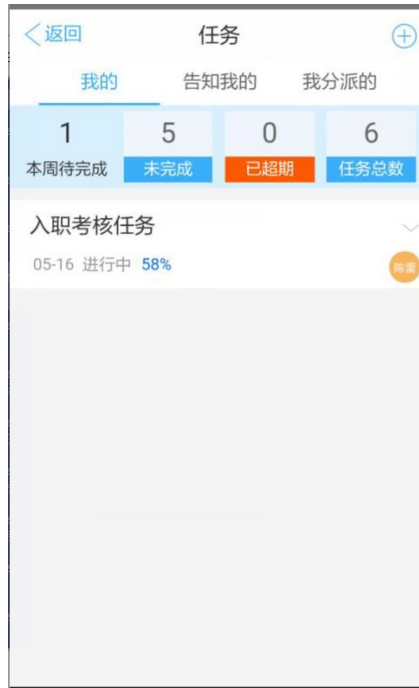 返回 任务
我的 告知我的 我分派的
1 5 0 6
本周待完成 未完成 已超期 任务总数
入职考核任务
05-16 进行中 58%
陈雷